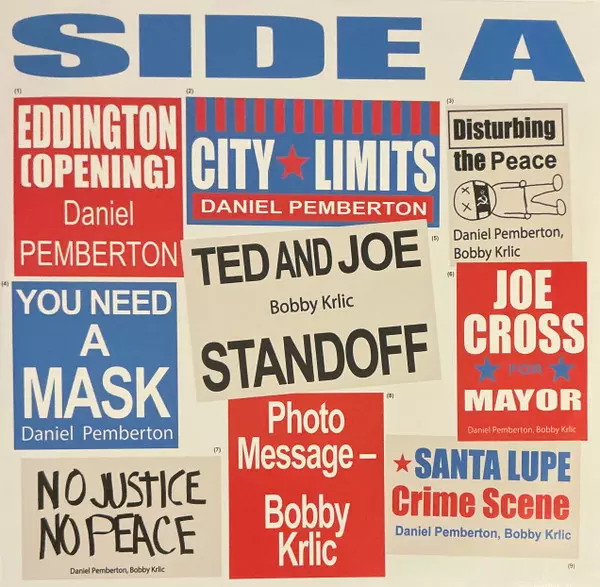 SIDE A
(1)
EDDINGTON
(OPENING)
Daniel
PEMBERTON
(2)
CITY LIMITS
DANIEL PEMBERTON
(3)
Disturbing
the Peace
Daniel Pemberton,
Bobby Krlic
(4)
YOU NEED
A
MASK
Daniel Pemberton
(5)
TED AND JOE
Bobby Krlic
STANDOFF
(6)
JOE
CROSS
FOR
MAYOR
Daniel Pemberton, Bobby Krlic
(7)
NO JUSTICE
NO PEACE
Daniel Pemberton, Bobby Krlic
(8)
Photo
Message –
Bobby
Krlic
SANTA LUPE
Crime Scene
Daniel Pemberton, Bobby Krlic
(9)